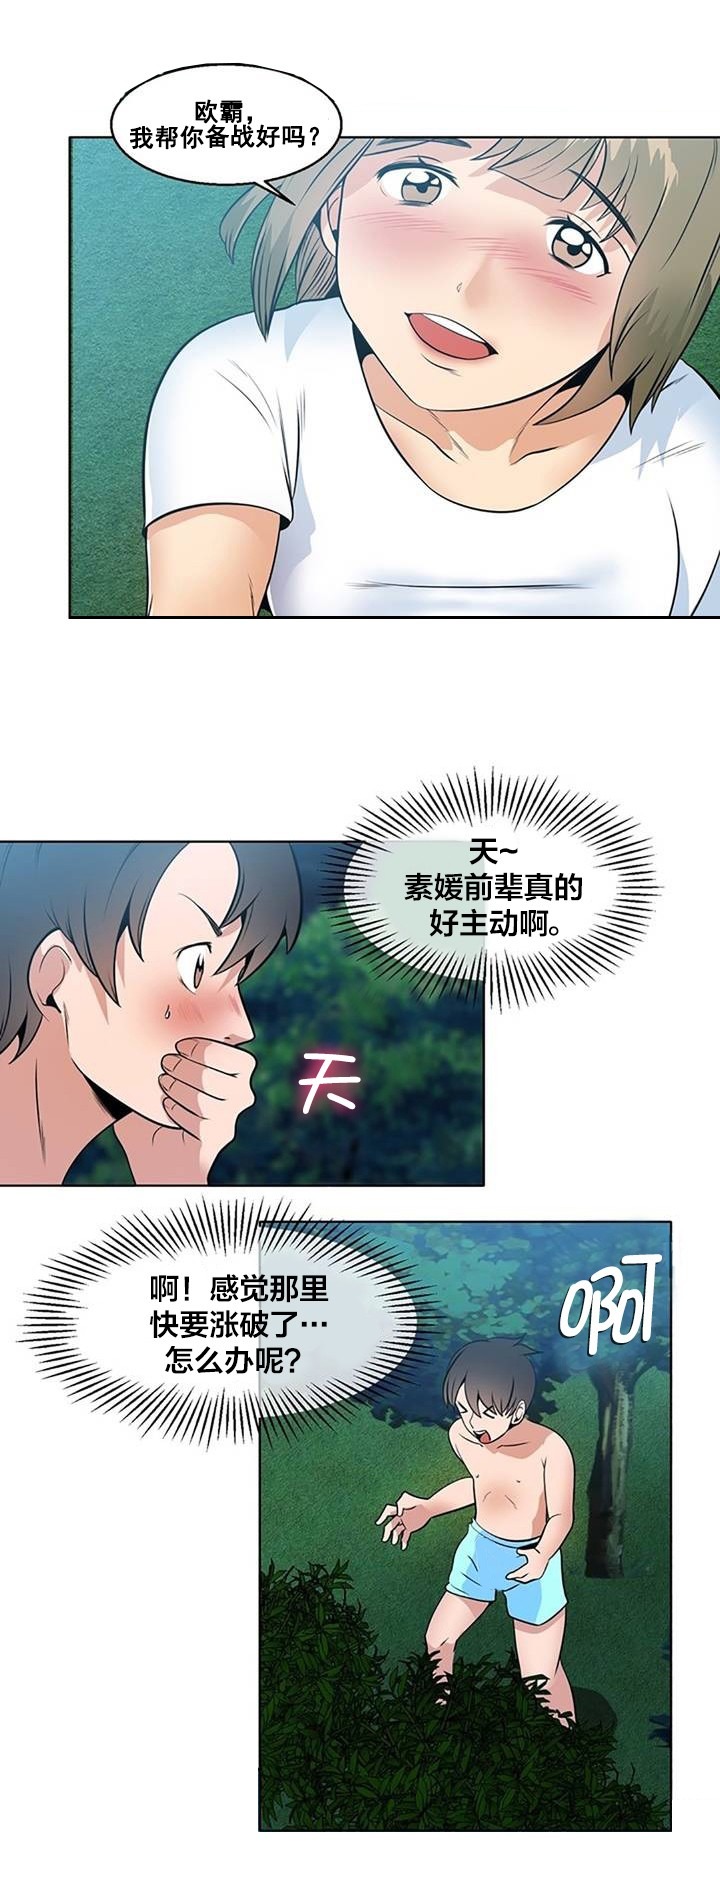 欧霸，
我帮你备战好吗？
天~
素媛前辈真的
好主动啊。
天
啊！感觉那里
快要涨破了…
怎么办呢？